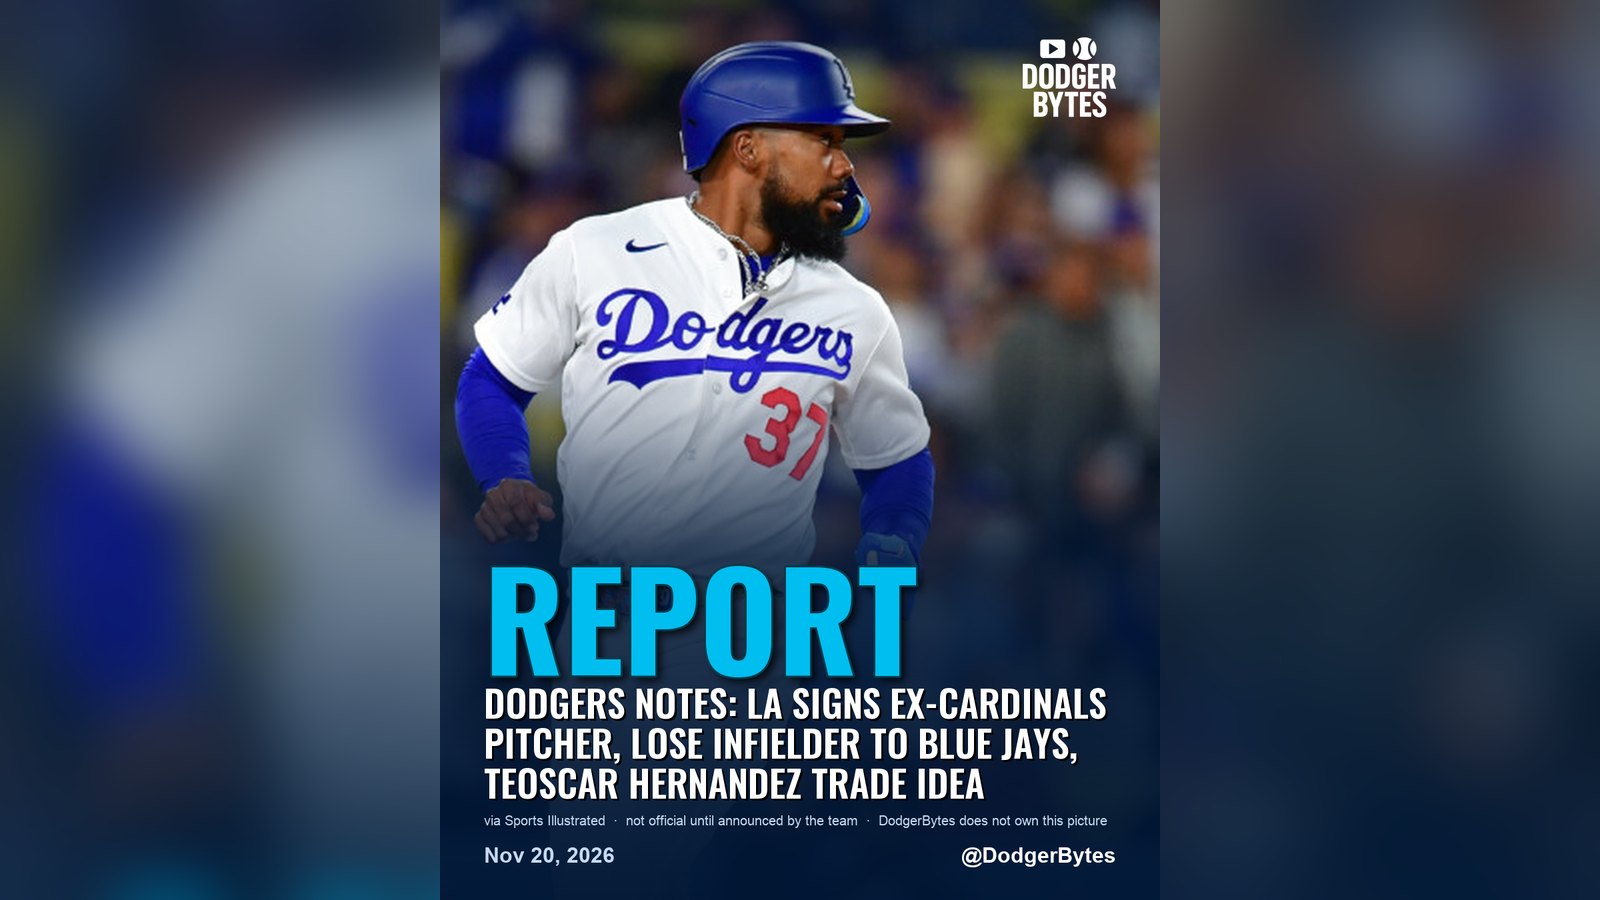 DODGER
BYTES
Dodgers
37
REPORT
DODGERS NOTES: LA SIGNS EX-CARDINALS
PITCHER, LOSE INFIELDER TO BLUE JAYS,
TEOSCAR HERNANDEZ TRADE IDEA
via Sports Illustrated · not official until announced by the team · DodgerBytes does not own this picture
Nov 20, 2026
@DodgerBytes